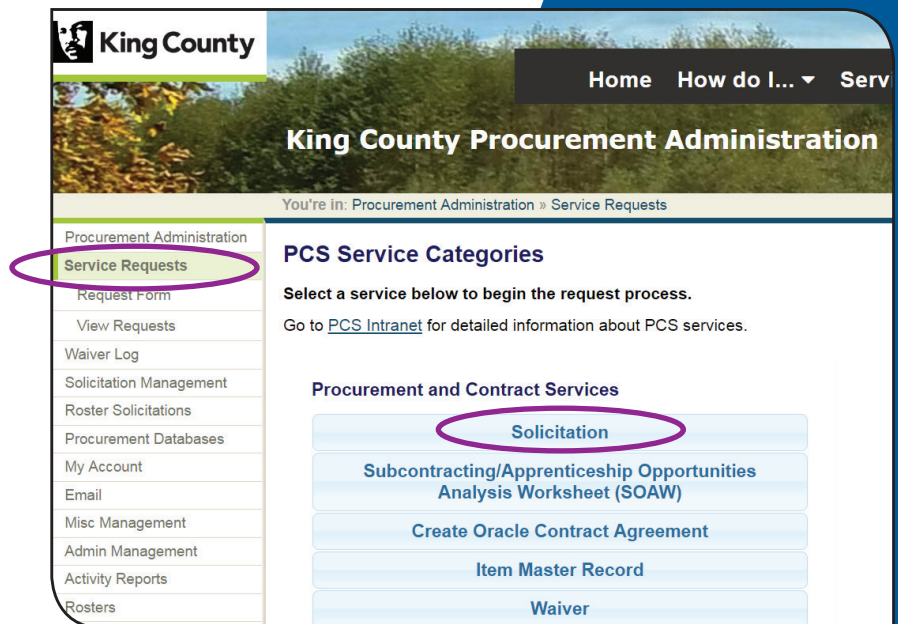 King County
Home How do I...
King County Procurement Administration
You're in: Procurement Administration » Service Requests
Procurement Administration
Service Requests
Request Form
View Requests
Waiver Log
Solicitation Management
Roster Solicitations
Procurement Databases
My Account
Email
Misc Management
Admin Management
Activity Reports
Rosters
PCS Service Categories
Select a service below to begin the request process.
Go to PCS Intranet for detailed information about PCS services.
Procurement and Contract Services
Solicitation
Subcontracting/Apprenticeship Opportunities
Analysis Worksheet (SOAW)
Create Oracle Contract Agreement
Item Master Record
Waiver